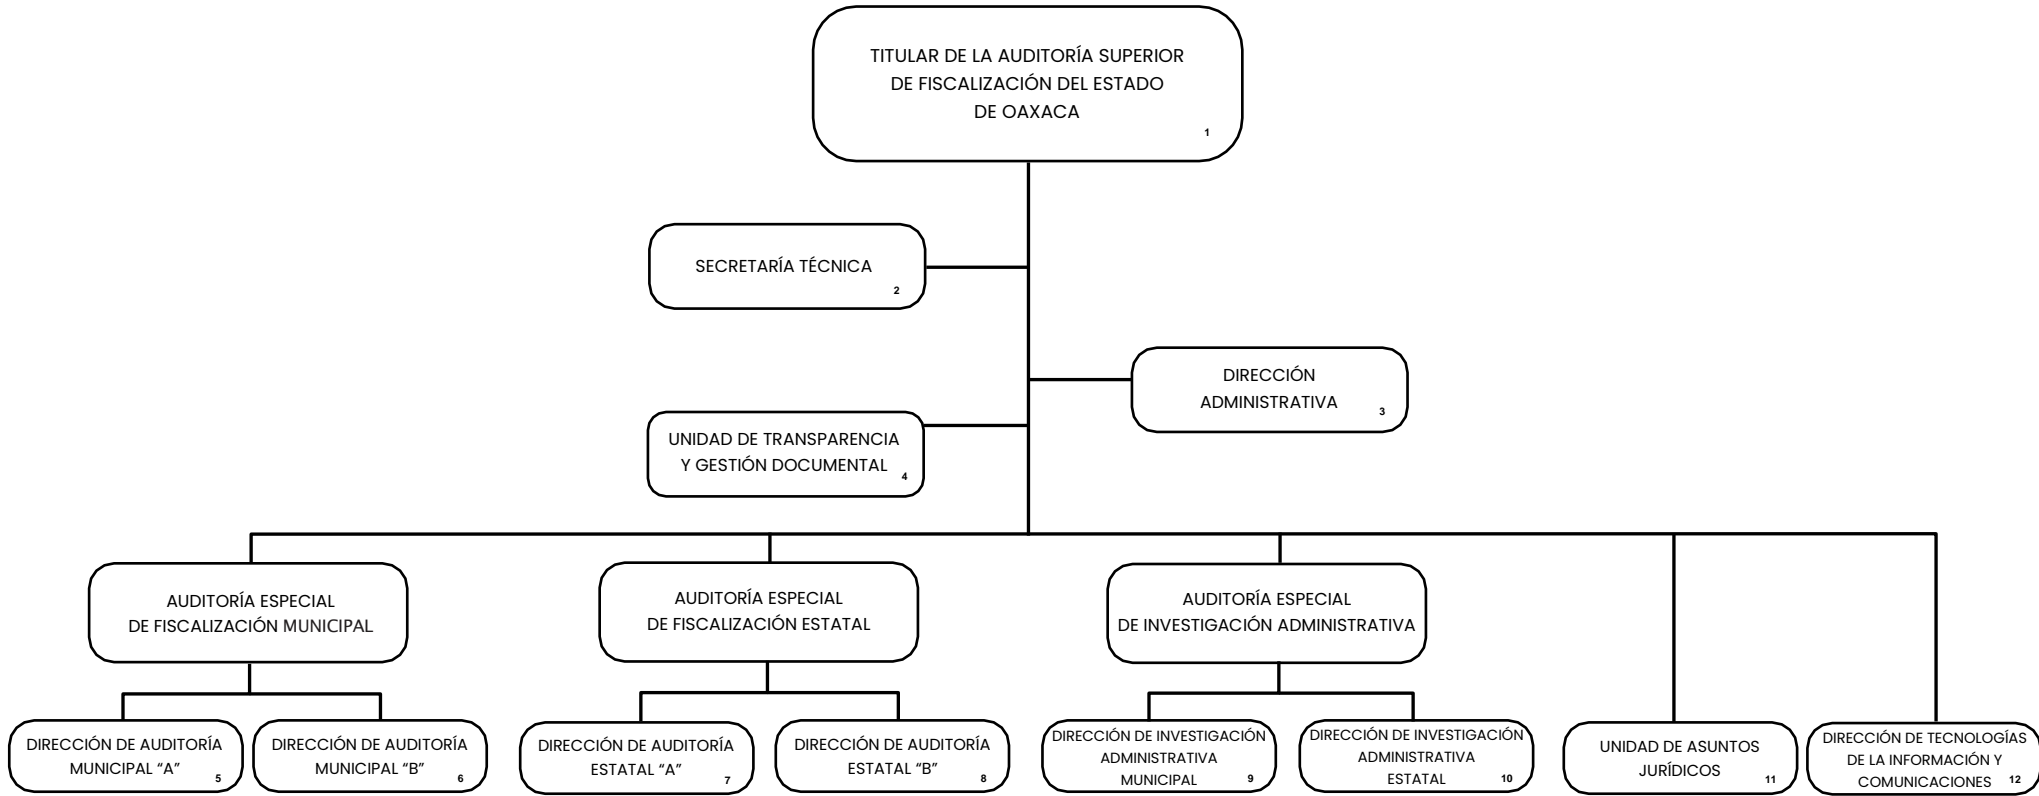 TITULAR DE LA AUDITORÍA SUPERIOR
DE FISCALIZACIÓN DEL ESTADO
DE OAXACA
1
SECRETARÍA TÉCNICA
2
DIRECCIÓN
ADMINISTRATIVA
3
UNIDAD DE TRANSPARENCIA
Y GESTIÓN DOCUMENTAL
4
AUDITORÍA ESPECIAL
DE FISCALIZACIÓN MUNICIPAL
AUDITORÍA ESPECIAL
DE FISCALIZACIÓN ESTATAL
AUDITORÍA ESPECIAL
DE INVESTIGACIÓN ADMINISTRATIVA
DIRECCIÓN DE AUDITORÍA
MUNICIPAL “A”
5
DIRECCIÓN DE AUDITORÍA
MUNICIPAL “B”
6
DIRECCIÓN DE AUDITORÍA
ESTATAL “A”
7
DIRECCIÓN DE AUDITORÍA
ESTATAL “B”
8
DIRECCIÓN DE INVESTIGACIÓN
ADMINISTRATIVA
MUNICIPAL
9
DIRECCIÓN DE INVESTIGACIÓN
ADMINISTRATIVA
ESTATAL
10
UNIDAD DE ASUNTOS
JURÍDICOS
11
DIRECCIÓN DE TECNOLOGÍAS
DE LA INFORMACIÓN Y
COMUNICACIONES
12